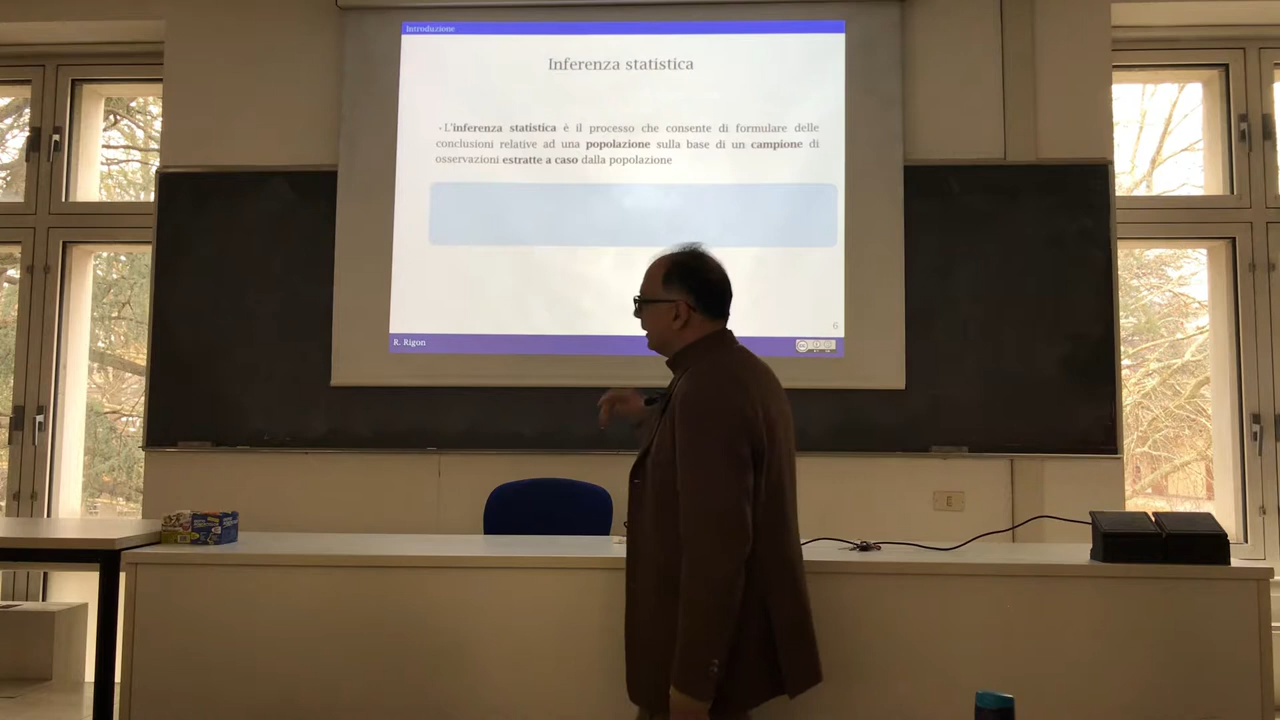 Introduzione
Inferenza statistica
· L'inferenza statistica è il processo che consente di formulare delle
conclusioni relative ad una popolazione sulla base di un campione di
osservazioni estratte a caso dalla popolazione
6
R. Rigon
E